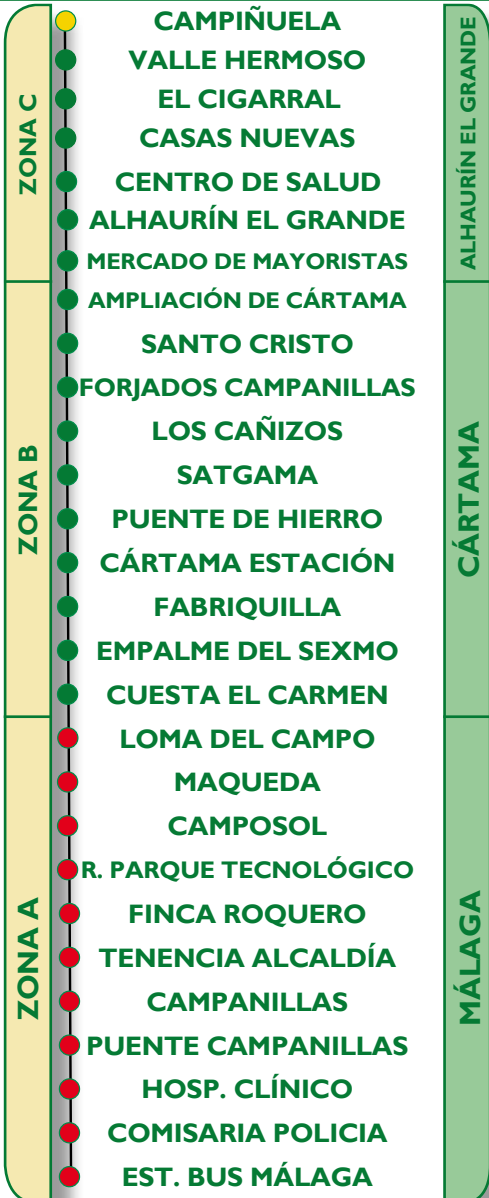 ZONA C
CAMPIÑUELA
VALLE HERMOSO
EL CIGARRAL
CASAS NUEVAS
CENTRO DE SALUD
ALHAURÍN EL GRANDE
MERCADO DE MAYORISTAS
ALHAURÍN EL GRANDE
ZONA B
AMPLIACIÓN DE CÁRTAMA
SANTO CRISTO
FORJADOS CAMPANILLAS
LOS CAÑIZOS
SATGAMA
PUENTE DE HIERRO
CÁRTAMA ESTACIÓN
FABRIQUILLA
EMPALME DEL SEXMO
CUESTA EL CARMEN
CÁRTAMA
ZONA A
LOMA DEL CAMPO
MAQUEDA
CAMPOSOL
R. PARQUE TECNOLÓGICO
FINCA ROQUERO
TENENCIA ALCALDÍA
CAMPANILLAS
PUENTE CAMPANILLAS
HOSP. CLÍNICO
COMISARIA POLICIA
EST. BUS MÁLAGA
MÁLAGA